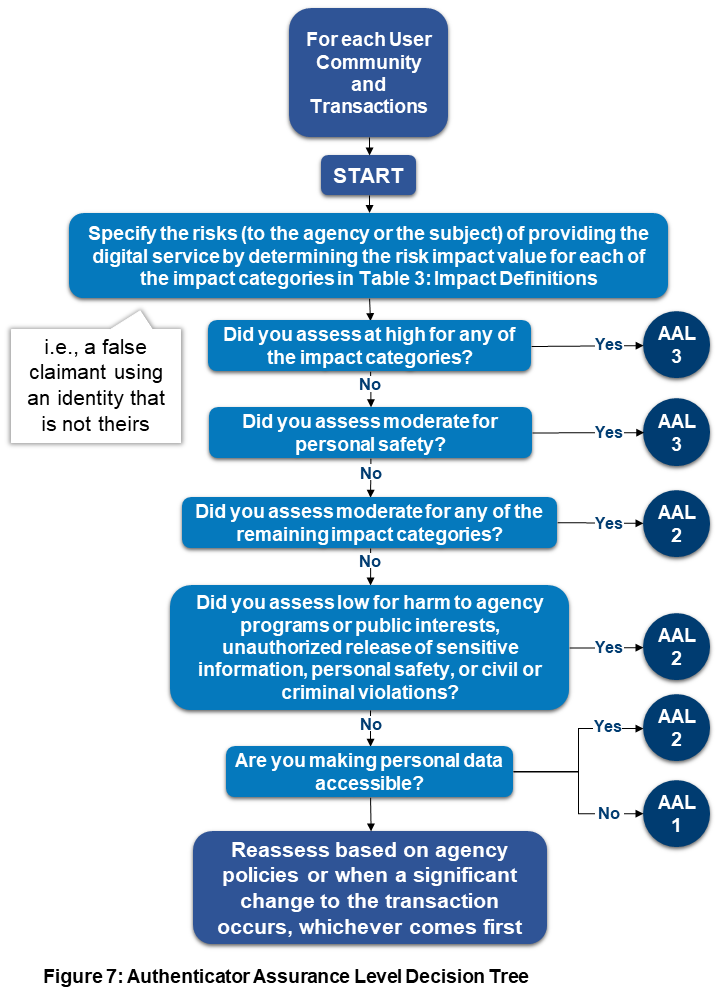 For each User
Community
and
Transactions
START
Specify the risks (to the agency or the subject) of providing the
digital service by determining the risk impact value for each of
the impact categories in Table 3: Impact Definitions
i.e., a false
claimant using
an identity that
is not theirs
Did you assess at high for any of
the impact categories?
Yes
AAL
3
No
Did you assess moderate for
personal safety?
Yes
AAL
3
No
Did you assess moderate for any of the
remaining impact categories?
Yes
AAL
2
No
Did you assess low for harm to agency
programs or public interests,
unauthorized release of sensitive
information, personal safety, or civil or
criminal violations?
Yes
AAL
2
No
Are you making personal data
accessible?
Yes
AAL
2
No
AAL
1
Reassess based on agency
policies or when a significant
change to the transaction
occurs, whichever comes first
Figure 7: Authenticator Assurance Level Decision Tree